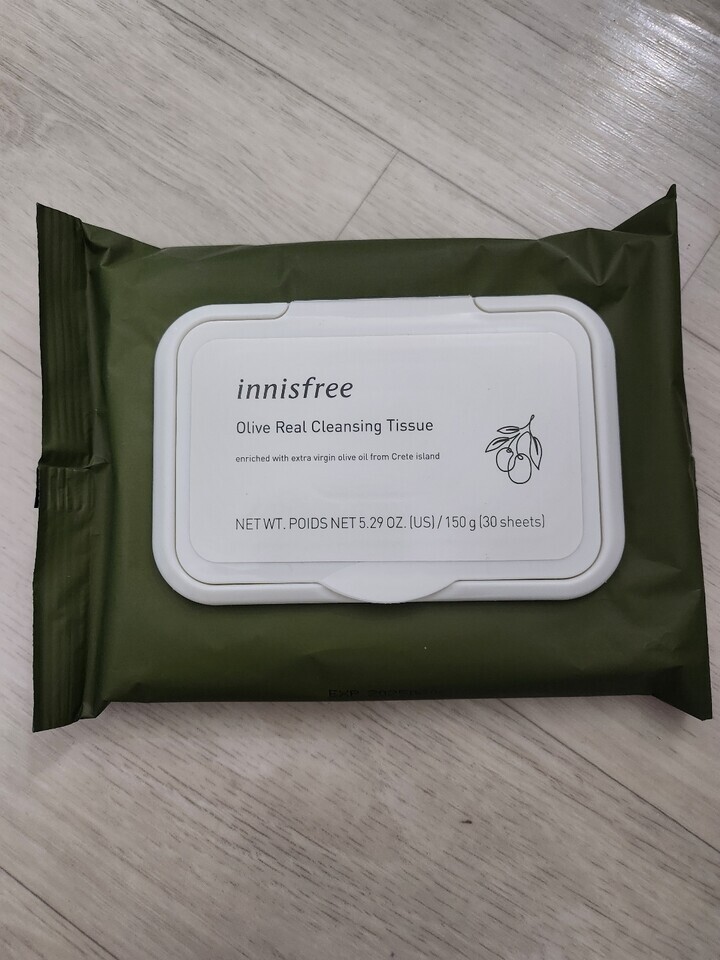 innisfree
Olive Real Cleansing Tissue
enriched with extra virgin olive oil from Crete island
NET WT. POIDS NET 5.29 OZ. (US) / 150 g (30 sheets)
EXP